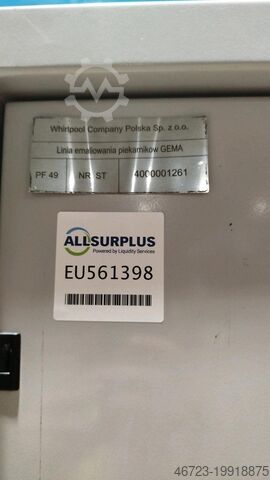 Whirlpool Company Polska Sp. z.o.o.
Linia emaliowania piekarników GEMA
PF 49 NR ST 4000001261
ALLSURPLUS
Powered by Liquidity Services
EU561398
46723-19918875